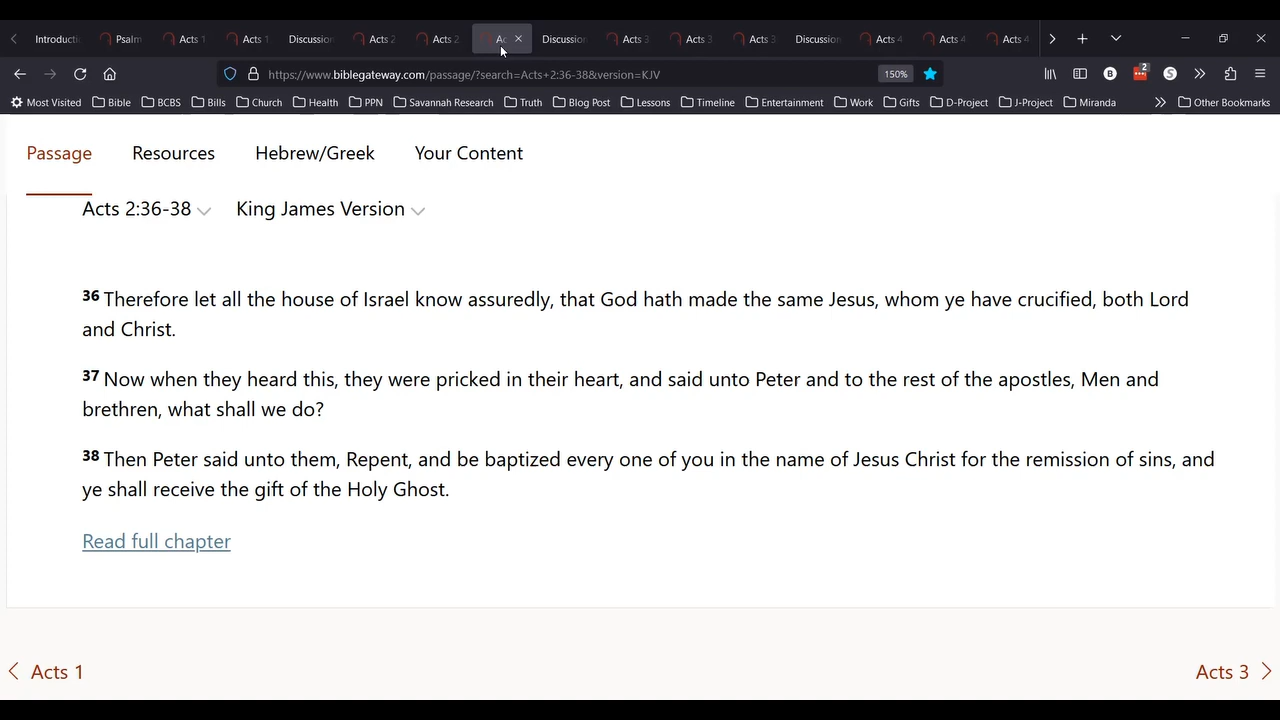 Introducti Psalm Acts 1 Acts 1 Discussion Acts 2 Acts 2 Ac Discussion Acts 3 Acts 3 Acts 3 Discussion Acts 4 Acts 4 Acts 4
https://www.biblegateway.com/passage/?search=Acts+2:36-38&version=KJV 150% B 2 S
Most Visited Bible BCBS Bills Church Health PPN Savannah Research Truth Blog Post Lessons Timeline Entertainment Work Gifts D-Project J-Project Miranda Other Bookmarks
Passage Resources Hebrew/Greek Your Content
Acts 2:36-38 King James Version
36 Therefore let all the house of Israel know assuredly, that God hath made the same Jesus, whom ye have crucified, both Lord
and Christ.
37 Now when they heard this, they were pricked in their heart, and said unto Peter and to the rest of the apostles, Men and
brethren, what shall we do?
38 Then Peter said unto them, Repent, and be baptized every one of you in the name of Jesus Christ for the remission of sins, and
ye shall receive the gift of the Holy Ghost.
Read full chapter
Acts 1 Acts 3